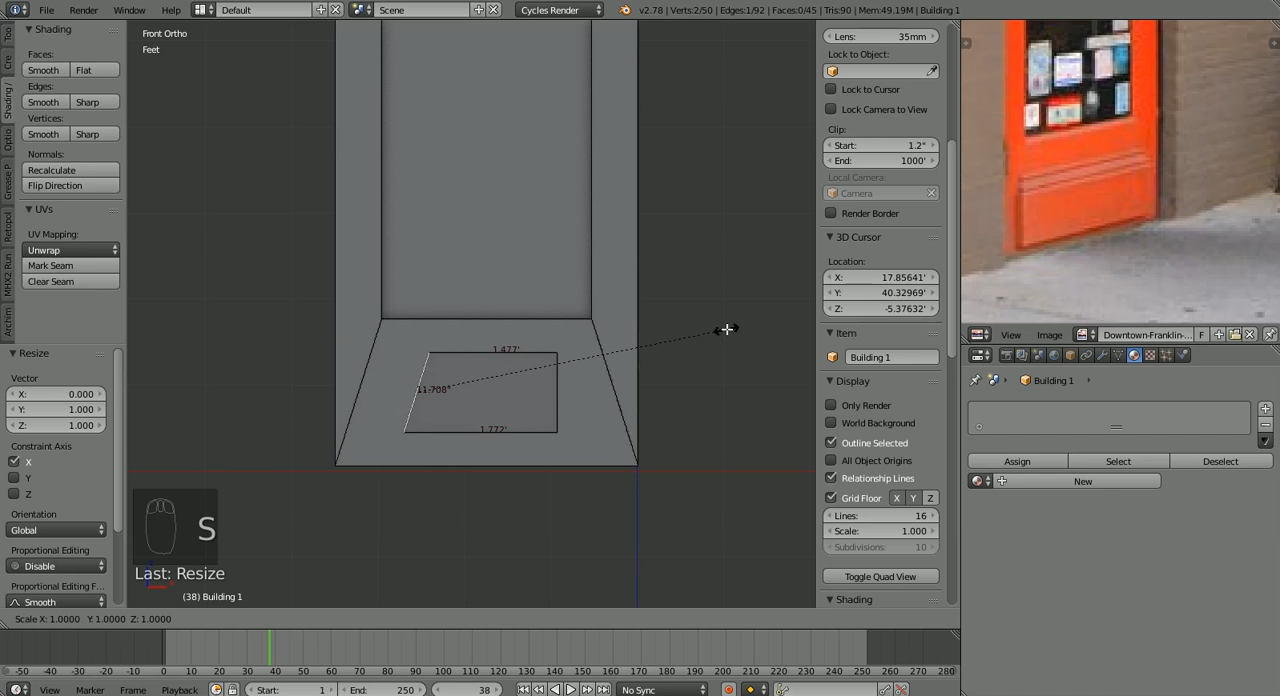 File Render Window Help Default Scene Cycles Render v2.78 | Verts:2/50 | Edges:1/92 | Faces:0/45 | Tris:90 | Mem:49.19M | Building 1
Shading
Faces:
Smooth Flat
Edges:
Smooth Sharp
Vertices:
Smooth Sharp
Normals:
Recalculate
Flip Direction
UVs
UV Mapping:
Unwrap
Mark Seam
Clear Seam
Too
Cre
Shading /
Optio
Grease P
Retopol
MHX2 Run
Archim
Resize
Vector
X: 0.000
Y: 1.000
Z: 1.000
Constraint Axis
X
Y
Z
Orientation
Global
Proportional Editing
Disable
Proportional Editing F...
Smooth
Front Ortho
Feet
1.477'
11.708°
1.772'
S
Last: Resize
(38) Building 1
Scale X: 1.0000 Y: 1.0000 Z: 1.0000
Lens: 35mm
Lock to Object:
Lock to Cursor
Lock Camera to View
Clip:
Start: 1.2"
End: 1000'
Local Camera:
Camera
Render Border
3D Cursor
Location:
X: 17.85641'
Y: 40.32969'
Z: -5.37632'
Item
Building 1
Display
Only Render
World Background
Outline Selected
All Object Origins
Relationship Lines
Grid Floor X Y Z
Lines: 16
Scale: 1.000
Subdivisions: 10
Toggle Quad View
Shading
View Image Downtown-Franklin-... F
Building 1
Assign Select Deselect
New
-50 -40 -30 -20 -10 0 10 20 30 40 50 60 70 80 90 100 110 120 130 140 150 160 170 180 190 200 210 220 230 240 250 260 270 280
View Marker Frame Playback Start: 1 End: 250 38 No Sync